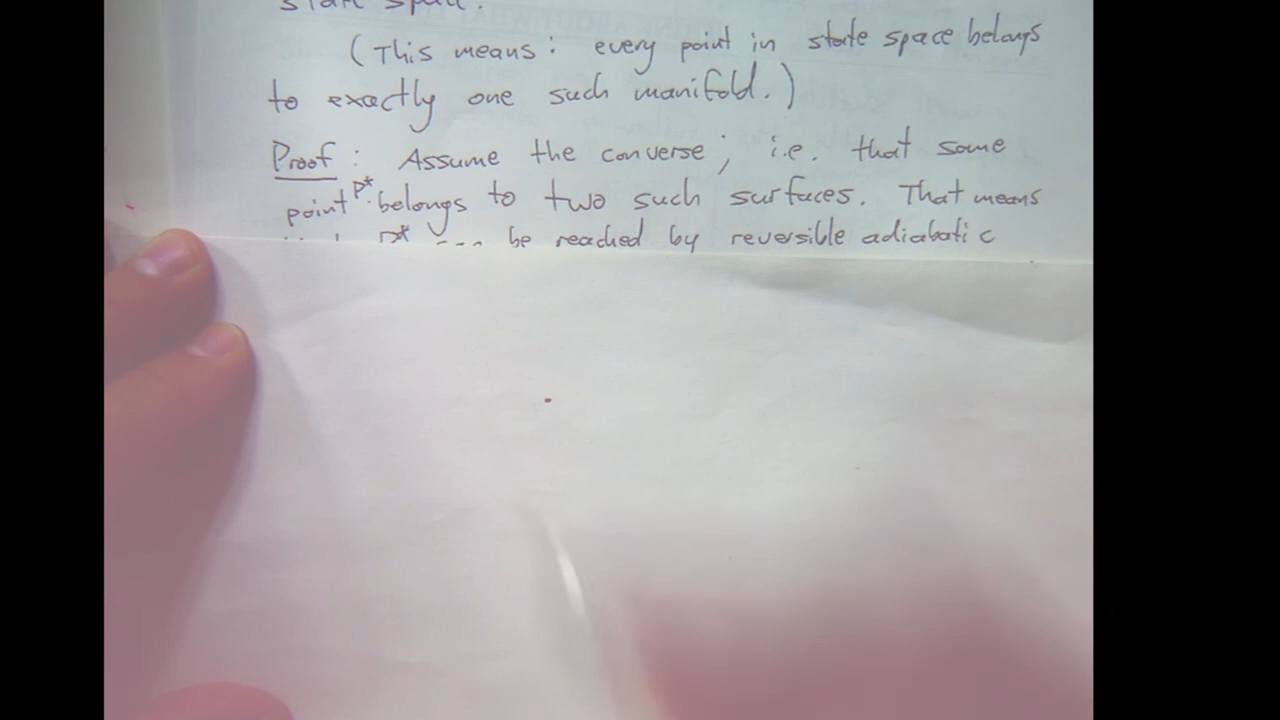 (This means: every point in state space belongs
to exactly one such manifold.)
Proof: Assume the converse; i.e. that some
point P* belongs to two such surfaces. That means
P* can be reached by reversible adiabatic